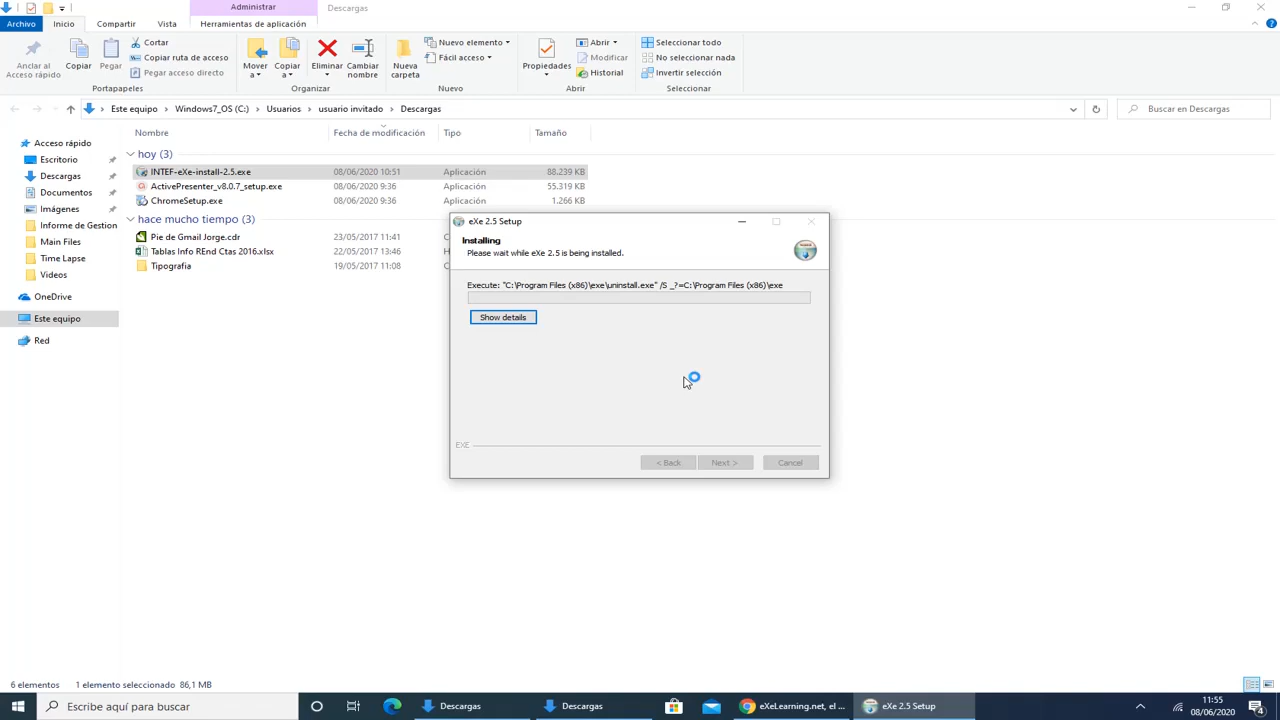 Administrar
Descargas
Archivo
Inicio
Compartir
Vista
Herramientas de aplicación
Anclar al
Acceso rápido
Copiar
Pegar
Cortar
Copiar ruta de acceso
Pegar acceso directo
Portapapeles
Mover
a
Copiar
a
Eliminar
Cambiar
nombre
Organizar
Nueva
carpeta
Nuevo elemento
Fácil acceso
Nuevo
Propiedades
Abrir
Modificar
Historial
Abrir
Seleccionar todo
No seleccionar nada
Invertir selección
Seleccionar
Este equipo > Windows7_OS (C:) > Usuarios > usuario invitado > Descargas
Buscar en Descargas
Nombre
Fecha de modificación
Tipo
Tamaño
Acceso rápido
Escritorio
Descargas
Documentos
Imágenes
Informe de Gestion
Main Files
Time Lapse
Videos
OneDrive
Este equipo
Red
hoy (3)
INTEF-eXe-install-2.5.exe 08/06/2020 10:51 Aplicación 88.239 KB
ActivePresenter_v8.0.7_setup.exe 08/06/2020 9:36 Aplicación 55.319 KB
ChromeSetup.exe 08/06/2020 9:36 Aplicación 1.266 KB
hace mucho tiempo (3)
Pie de Gmail Jorge.cdr 23/05/2017 11:41 C
Tablas Info REnd Ctas 2016.xlsx 22/05/2017 13:46 H
Tipografia 19/05/2017 11:08 C
eXe 2.5 Setup
Installing
Please wait while eXe 2.5 is being installed.
Execute: "C:\Program Files (x86)\exe\uninstall.exe" /S _?=C:\Program Files (x86)\exe
Show details
EXE
< Back
Next >
Cancel
6 elementos
1 elemento seleccionado 86,1 MB
Escribe aquí para buscar
Descargas
Descargas
eXeLearning.net, el ...
eXe 2.5 Setup
11:55
08/06/2020
4